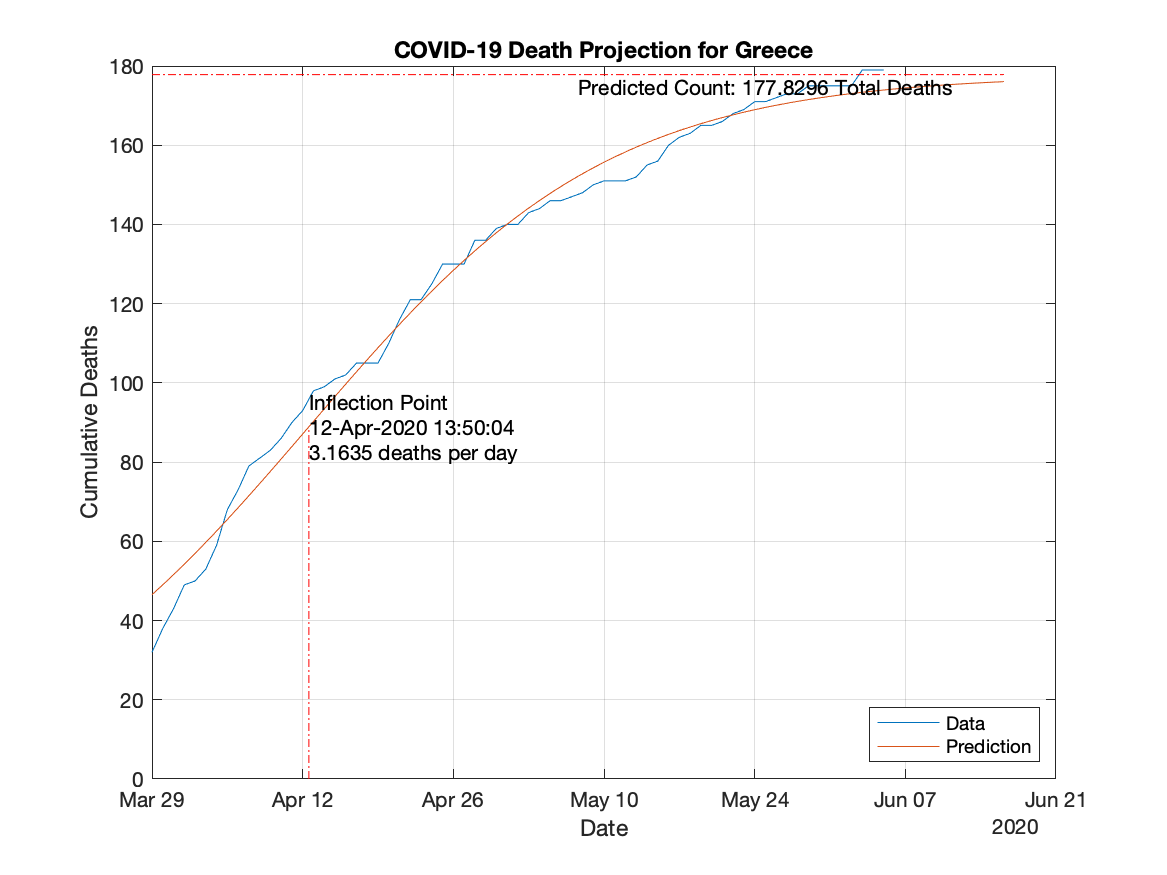 COVID-19 Death Projection for Greece
180
160
140
120
100
80
60
40
20
0
Cumulative Deaths
Predicted Count: 177.8296 Total Deaths
Inflection Point
12-Apr-2020 13:50:04
3.1635 deaths per day
Data
Prediction
Mar 29 Apr 12 Apr 26 May 10 May 24 Jun 07 Jun 21
Date
2020